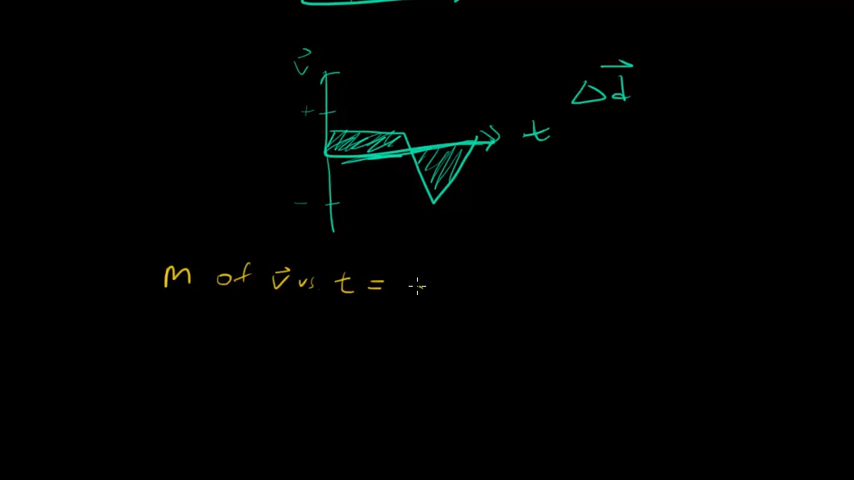 v⃗
Δd⃗
+
t
-
M of v⃗ vs t =